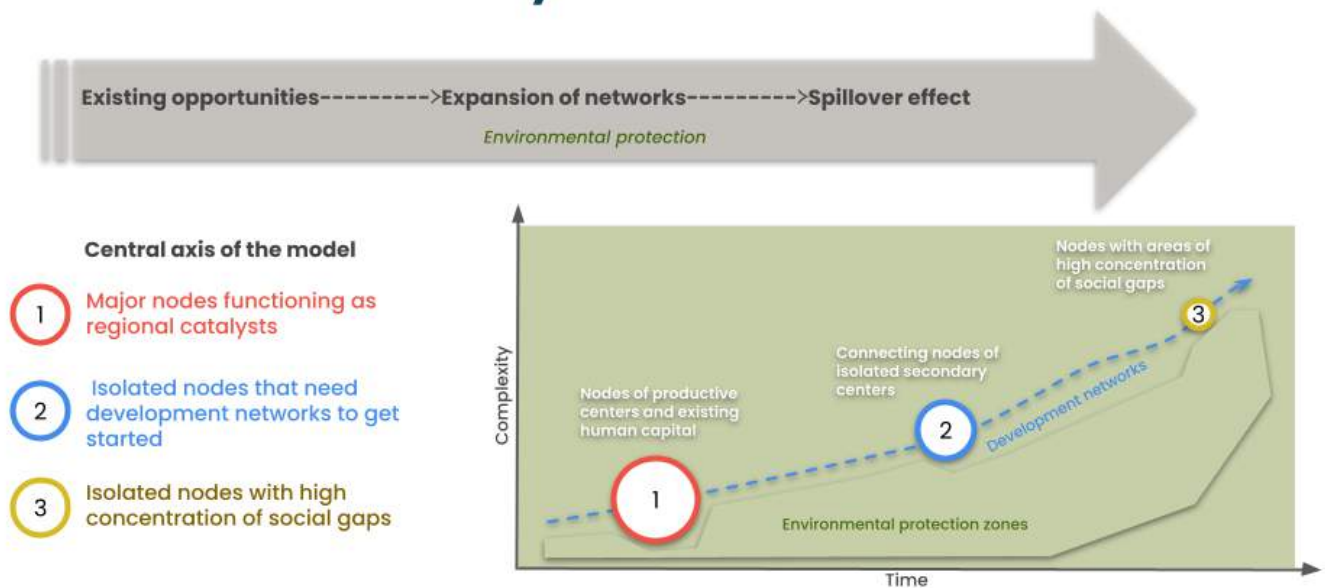 Existing opportunities--------->Expansion of networks--------->Spillover effect
Environmental protection
Central axis of the model
1
Major nodes functioning as
regional catalysts
2
Isolated nodes that need
development networks to get
started
3
Isolated nodes with high
concentration of social gaps
Complexity
Nodes with areas of
high concentration
of social gaps
3
Connecting nodes of
isolated secondary
centers
2
Development networks
Nodes of productive
centers and existing
human capital
1
Environmental protection zones
Time